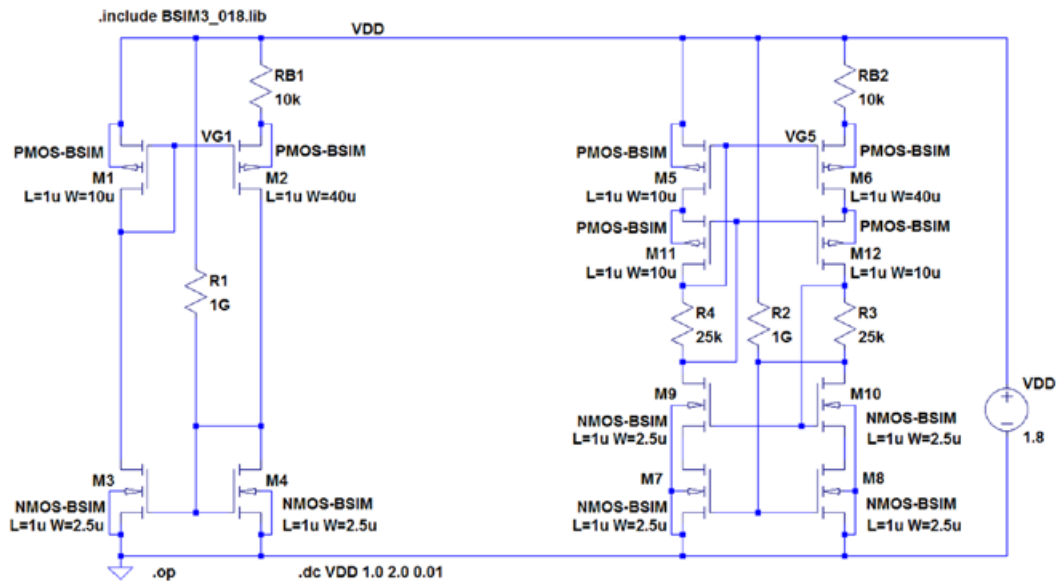 .include BSIM3_018.lib
VDD
RB1
10k
RB2
10k
VG1
VG5
PMOS-BSIM
M1
L=1u W=10u
PMOS-BSIM
M2
L=1u W=40u
PMOS-BSIM
M5
L=1u W=10u
PMOS-BSIM
M6
L=1u W=40u
PMOS-BSIM
M11
L=1u W=10u
PMOS-BSIM
M12
L=1u W=10u
R1
1G
R4
25k
R2
1G
R3
25k
VDD
1.8
M9
NMOS-BSIM
L=1u W=2.5u
M10
NMOS-BSIM
L=1u W=2.5u
M3
NMOS-BSIM
L=1u W=2.5u
M4
NMOS-BSIM
L=1u W=2.5u
M7
NMOS-BSIM
L=1u W=2.5u
M8
NMOS-BSIM
L=1u W=2.5u
.op
.dc VDD 1.0 2.0 0.01